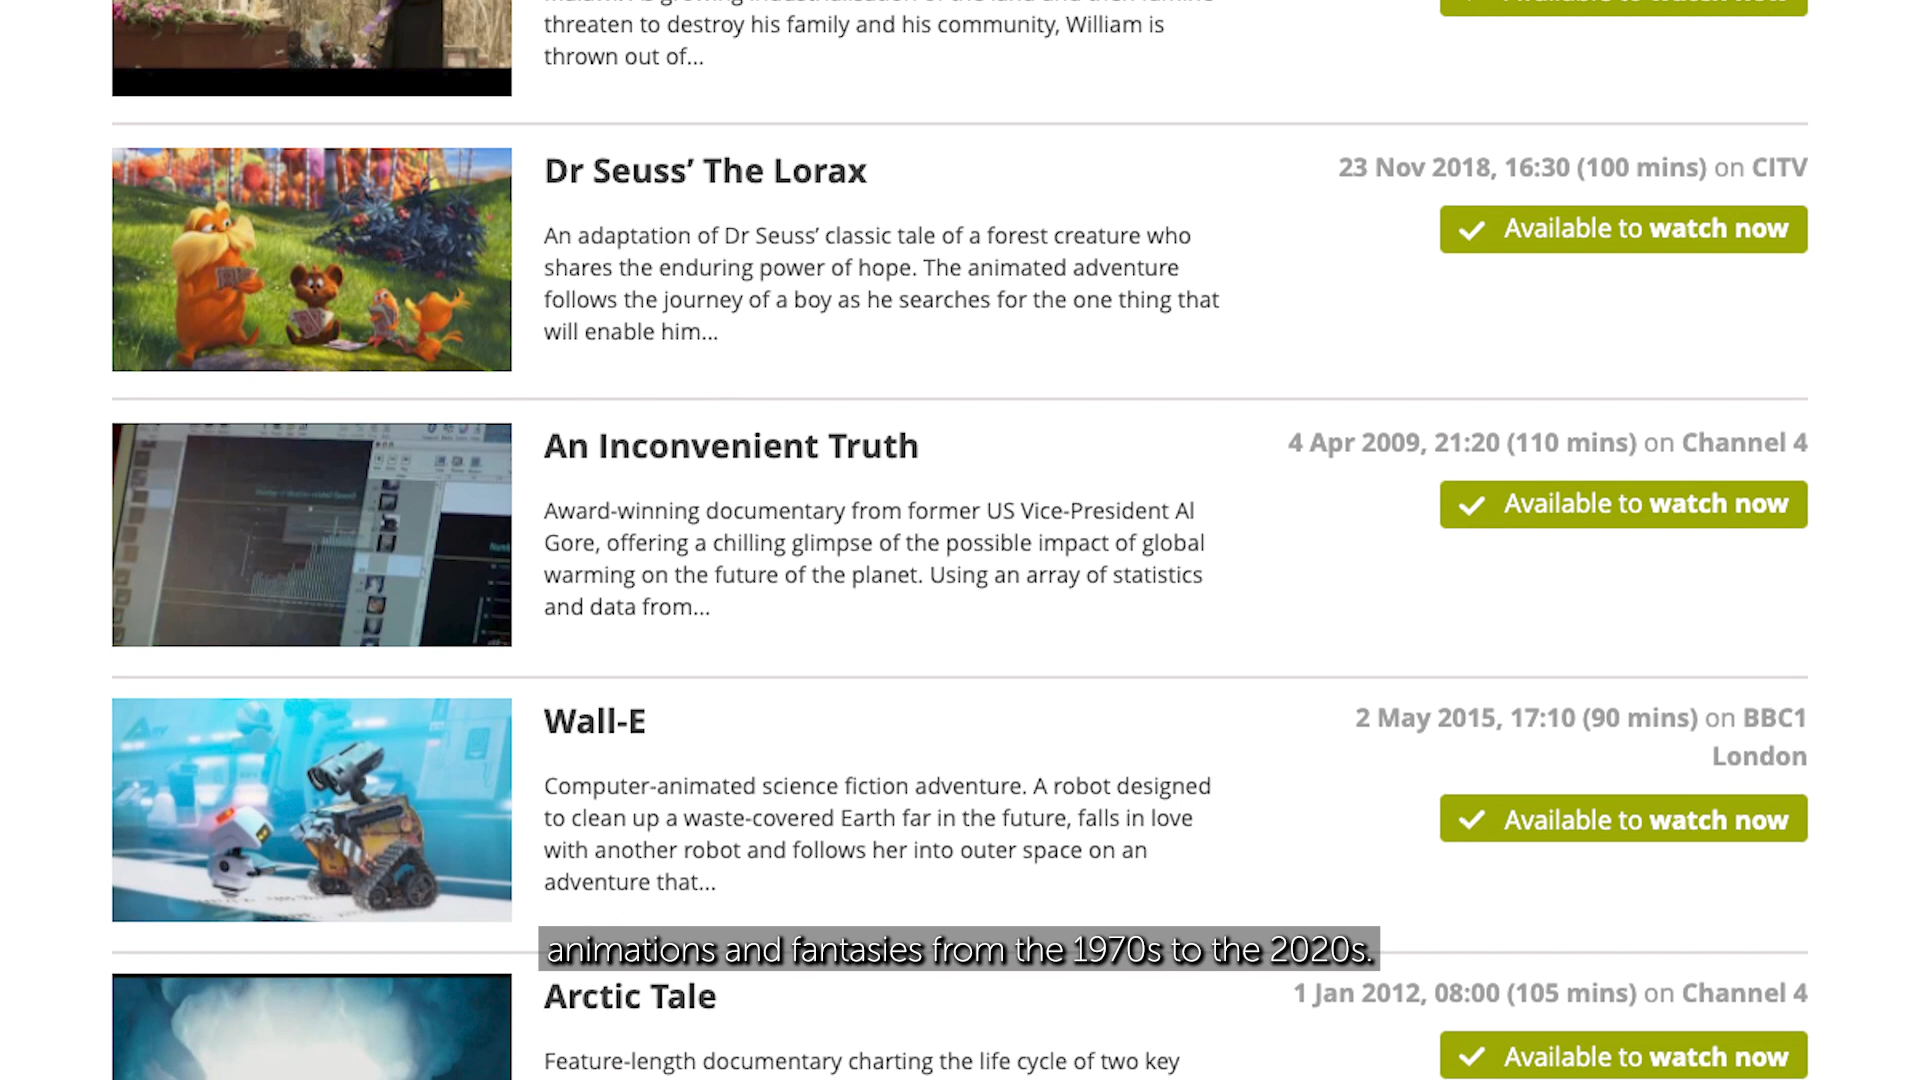 threaten to destroy his family and his community, William is
thrown out of...
Dr Seuss’ The Lorax
23 Nov 2018, 16:30 (100 mins) on CITV
Available to watch now
An adaptation of Dr Seuss’ classic tale of a forest creature who
shares the enduring power of hope. The animated adventure
follows the journey of a boy as he searches for the one thing that
will enable him...
An Inconvenient Truth
4 Apr 2009, 21:20 (110 mins) on Channel 4
Available to watch now
Award-winning documentary from former US Vice-President Al
Gore, offering a chilling glimpse of the possible impact of global
warming on the future of the planet. Using an array of statistics
and data from...
Wall-E
2 May 2015, 17:10 (90 mins) on BBC1
London
Available to watch now
Computer-animated science fiction adventure. A robot designed
to clean up a waste-covered Earth far in the future, falls in love
with another robot and follows her into outer space on an
adventure that...
animations and fantasies from the 1970s to the 2020s.
Arctic Tale
1 Jan 2012, 08:00 (105 mins) on Channel 4
Available to watch now
Feature-length documentary charting the life cycle of two key